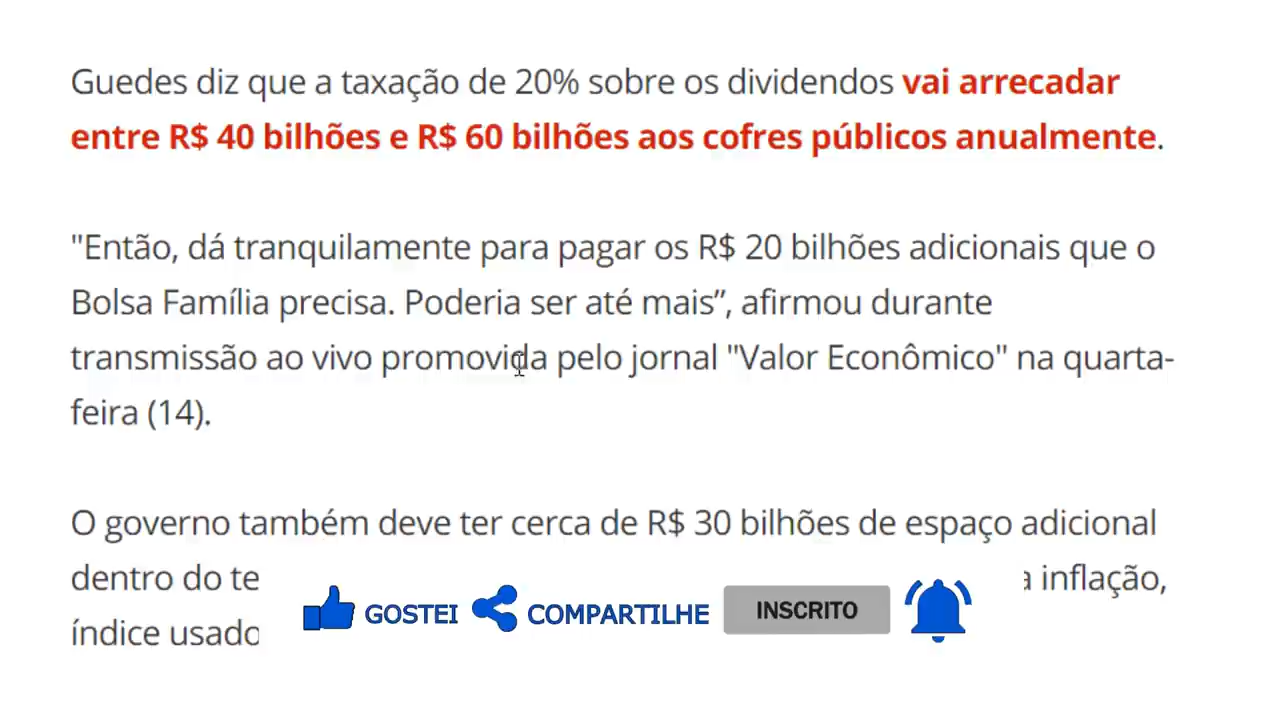 Guedes diz que a taxação de 20% sobre os dividendos vai arrecadar
entre R$ 40 bilhões e R$ 60 bilhões aos cofres públicos anualmente.
"Então, dá tranquilamente para pagar os R$ 20 bilhões adicionais que o
Bolsa Família precisa. Poderia ser até mais”, afirmou durante
transmissão ao vivo promovida pelo jornal "Valor Econômico" na quarta-
feira (14).
O governo também deve ter cerca de R$ 30 bilhões de espaço adicional
dentro do inflação,
índice
GOSTEI COMPARTILHE INSCRITO